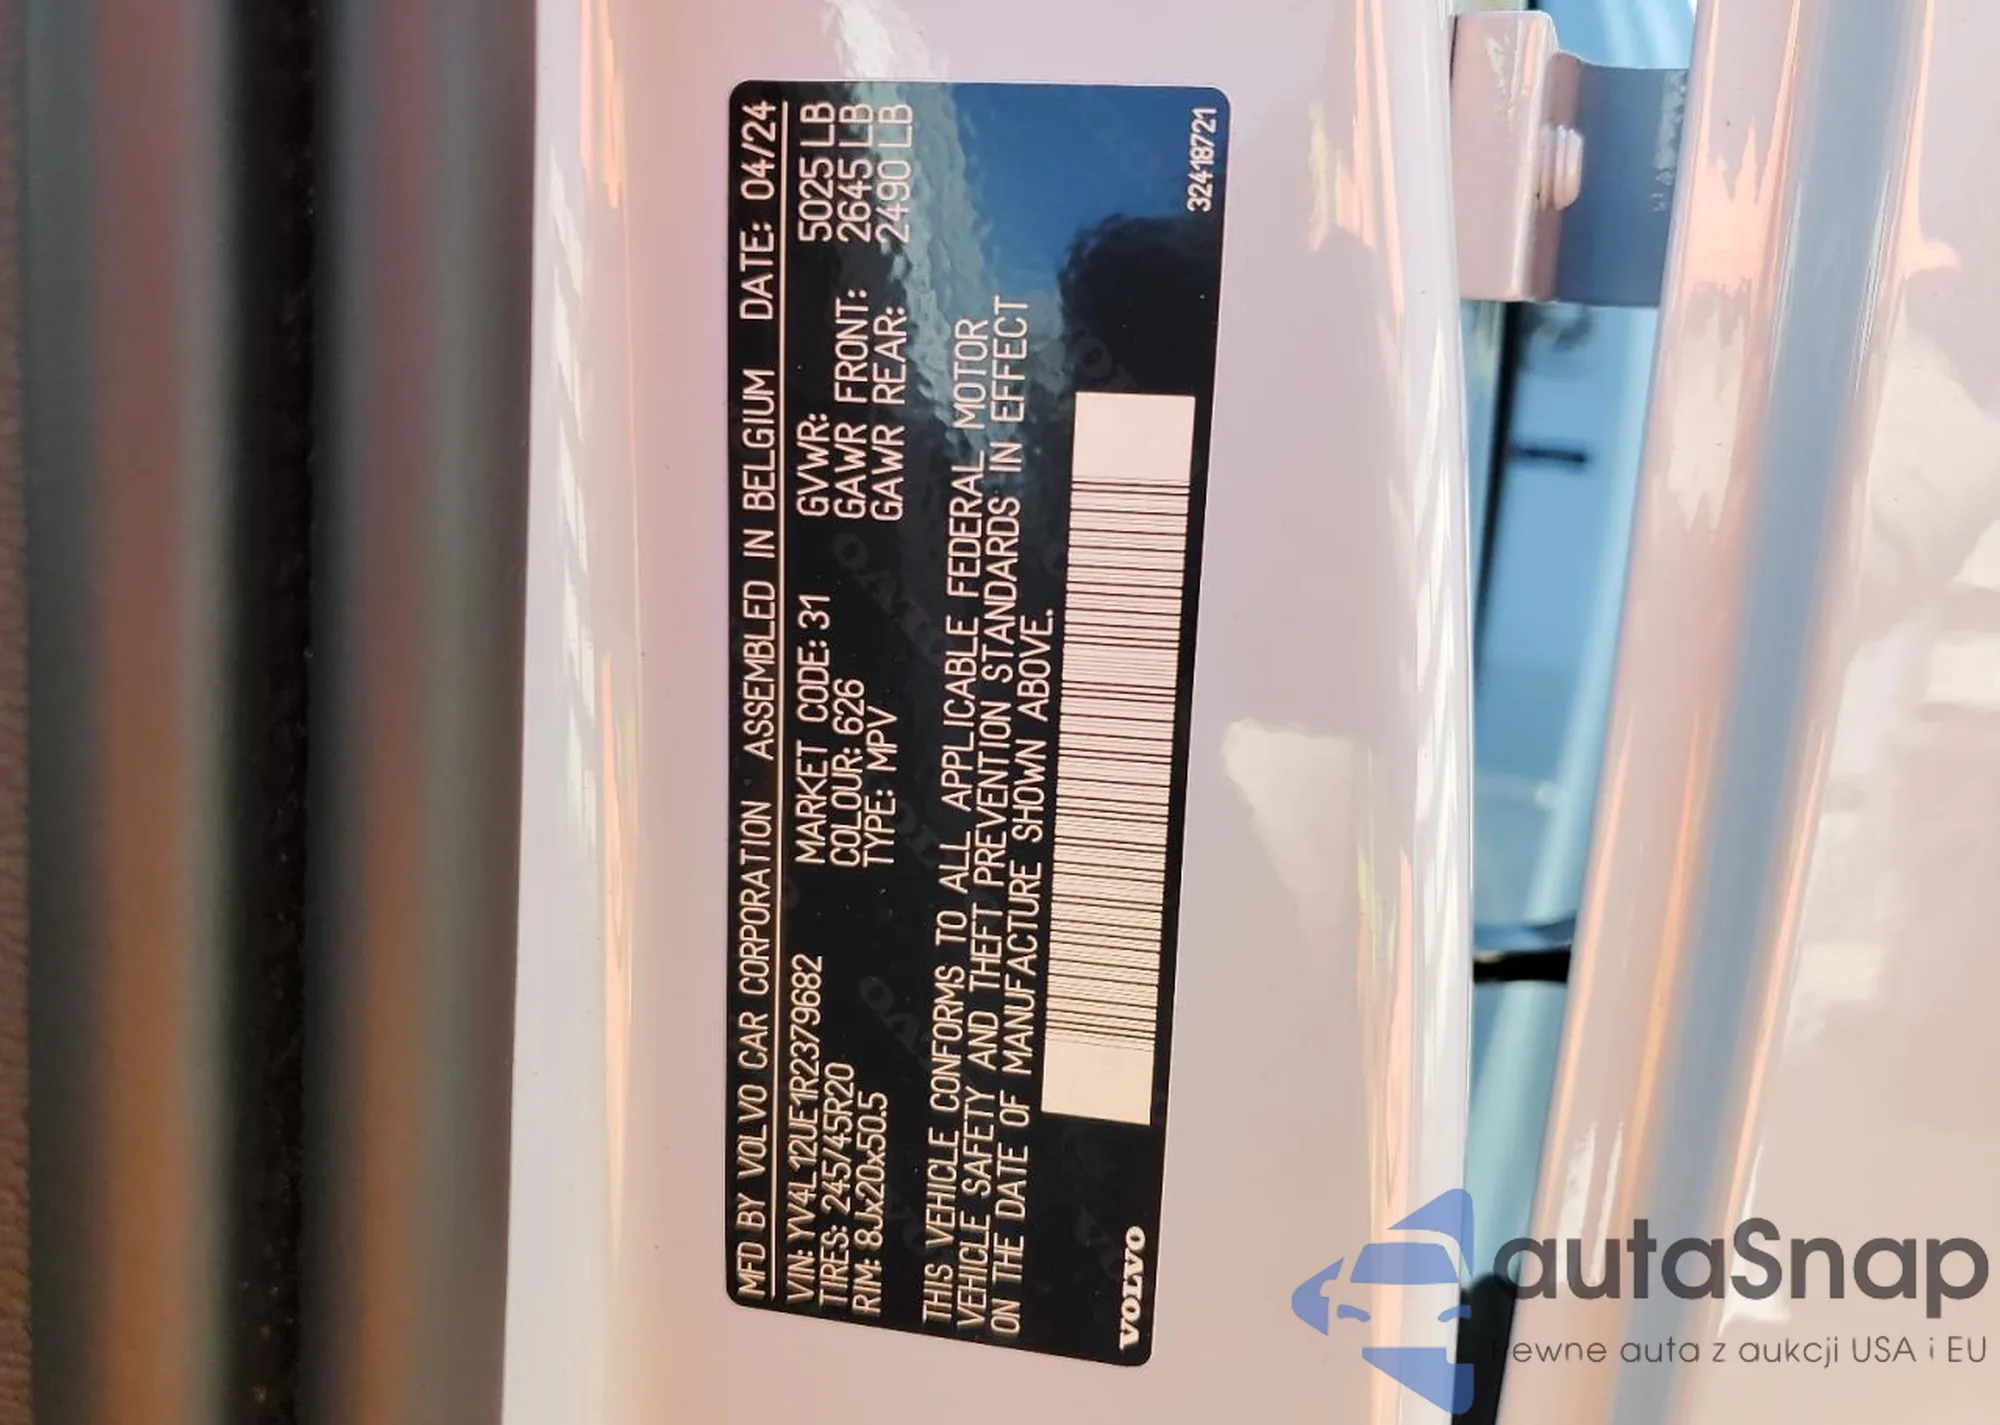 MFD BY VOLVO CAR CORPORATION ASSEMBLED IN BELGIUM DATE: 04/24
VIN: YV4L12UE1R2379682 MARKET CODE: 31 GVWR: 5025 LB
TIRES: 245/45R20 COLOUR: 626 GAWR FRONT: 2645 LB
RIM: 8Jx20x50.5 TYPE: MPV GAWR REAR: 2490 LB
THIS VEHICLE CONFORMS TO ALL APPLICABLE FEDERAL MOTOR
VEHICLE SAFETY AND THEFT PREVENTION STANDARDS IN EFFECT
ON THE DATE OF MANUFACTURE SHOWN ABOVE.
VOLVO 32418721
autaSnap
Pewne auta z aukcji USA i EU